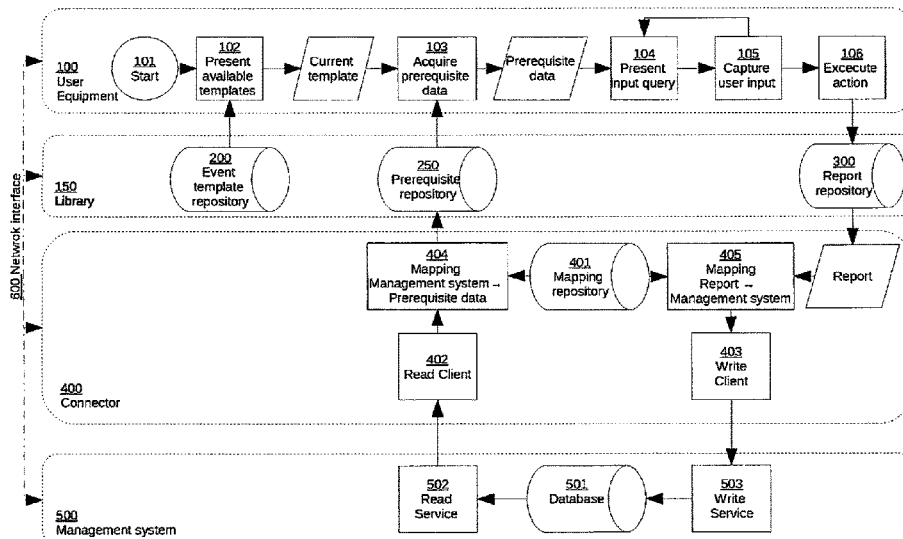 100
User
Equipment
101
Start
102
Present
available
templates
Current
template
103
Acquire
prerequisite
data
Prerequisite
data
104
Present
input query
105
Capture
user input
106
Excecute
action
150
Library
200
Event
template
repository
250
Prerequisite
repository
300
Report
repository
600 Netwrok interface
404
Mapping
Management system→
Prerequisite data
401
Mapping
repository
405
Mapping
Report →
Management system
Report
402
Read Client
403
Write
Client
400
Connector
502
Read
Service
501
Database
503
Write
Service
500
Management system